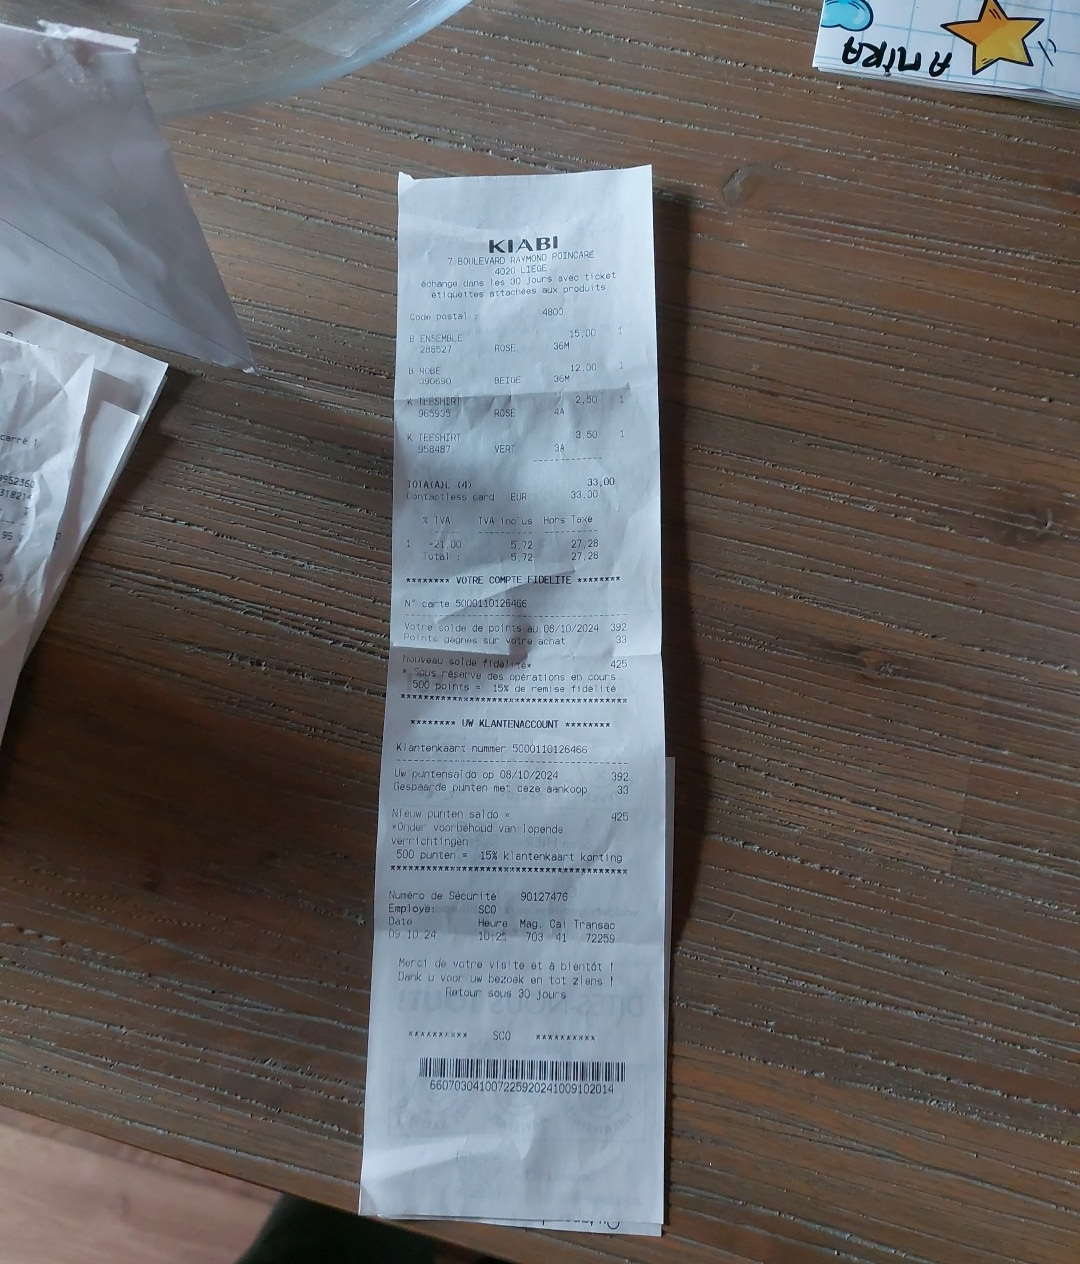 AMIRA
KIABI
7 BOULEVARD RAYMOND POINCARE
4020 LIEGE
échange dans les 30 jours avec ticket
étiquettes attachées aux produits
Code postal : 4800
B ENSEMBLE 15,00 1
288527 ROSE 36M
B ROBE 12,00 1
390690 BEIGE 36M
K TEESHIRT 2,50 1
965935 ROSE 4A
K TEESHIRT 3,50 1
958487 VERT 3A
------------
TOTA(A)L (4) 33,00
Contactless card EUR 33,00
% TVA TVA inclus Hors Taxe
1 =21,00 5,72 27,28
Total : 5,72 27,28
******** VOTRE COMPTE FIDELITE ********
N° carte 5000110126466
Votre solde de points au 08/10/2024 392
Points gagnés sur votre achat 33
Nouveau solde fidélité* 425
* Sous réserve des opérations en cours
500 points = 15% de remise fidélité
******** UW KLANTENACCOUNT ********
Klantenkaart nummer 5000110126466
Uw puntensaldo op 08/10/2024 392
Gespaarde punten met deze aankoop 33
Nieuw punten saldo * 425
*Onder voorbehoud van lopende
verrichtingen
500 punten = 15% klantenkaart korting
Numéro de Sécurité 90127476
Employé: SCO
Date Heure Mag. Cai Transac
09 10 24 703 41 72259
Merci de votre visite et à bientôt !
Dank u voor uw bezoek en tot ziens !
Retour sous 30 jours
********** SCO **********
660703041007225920241009102014
carré 1